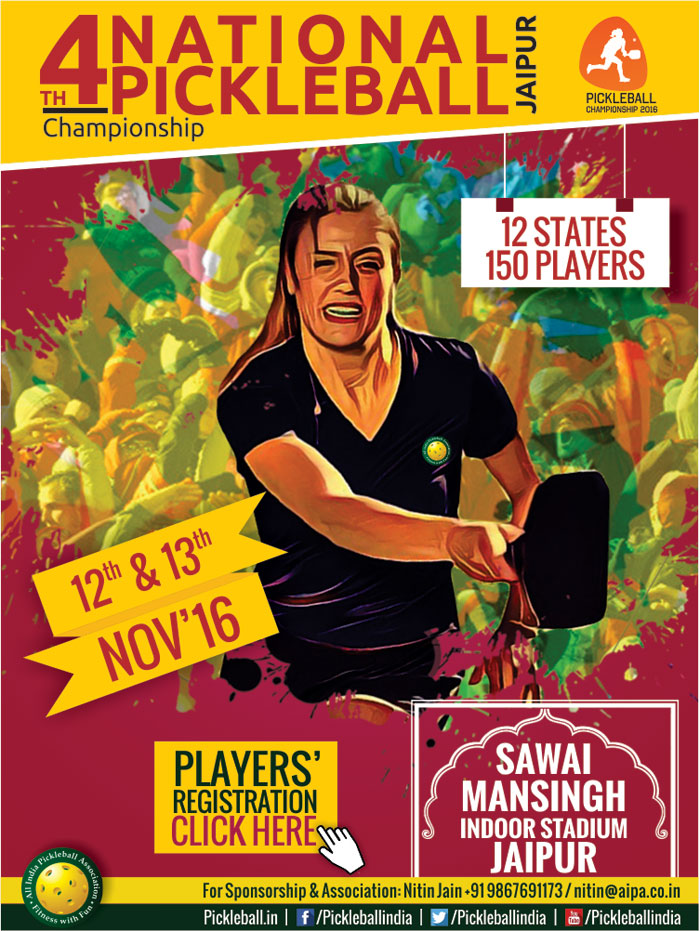 4TH NATIONAL
PICKLEBALL
JAIPUR
Championship
PICKLEBALL
CHAMPIONSHIP 2016
12 STATES
150 PLAYERS
12th & 13th
NOV'16
PLAYERS'
REGISTRATION
CLICK HERE
SAWAI
MANSINGH
INDOOR STADIUM
JAIPUR
All India Pickleball Association
Fitness with Fun
For Sponsorship & Association: Nitin Jain +91 9867691173 / nitin@aipa.co.in
Pickleball.in | f /Pickleballindia | /Pickleballindia | You Tube /Pickleballindia